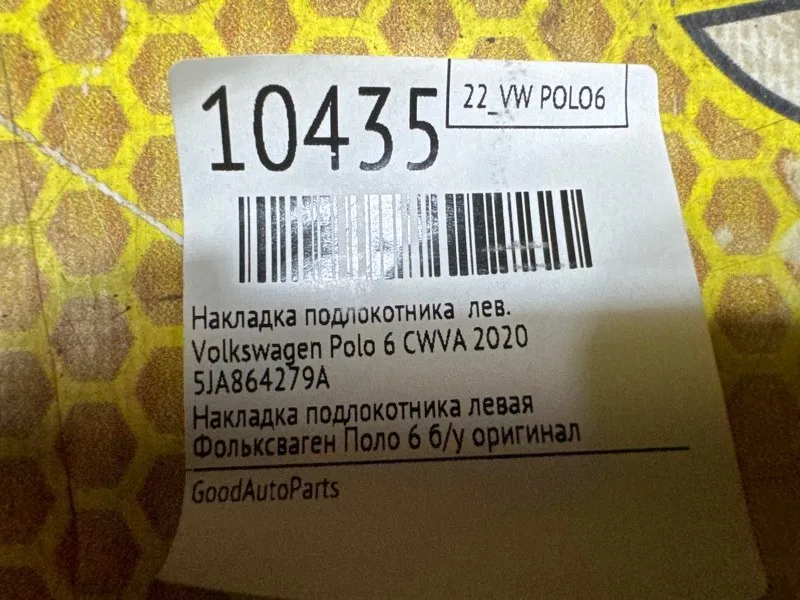 10435
22_VW POLO6
Накладка подлокотника лев.
Volkswagen Polo 6 CWVA 2020
5JA864279A
Накладка подлокотника левая
Фольксваген Поло 6 б/у оригинал
GoodAutoParts